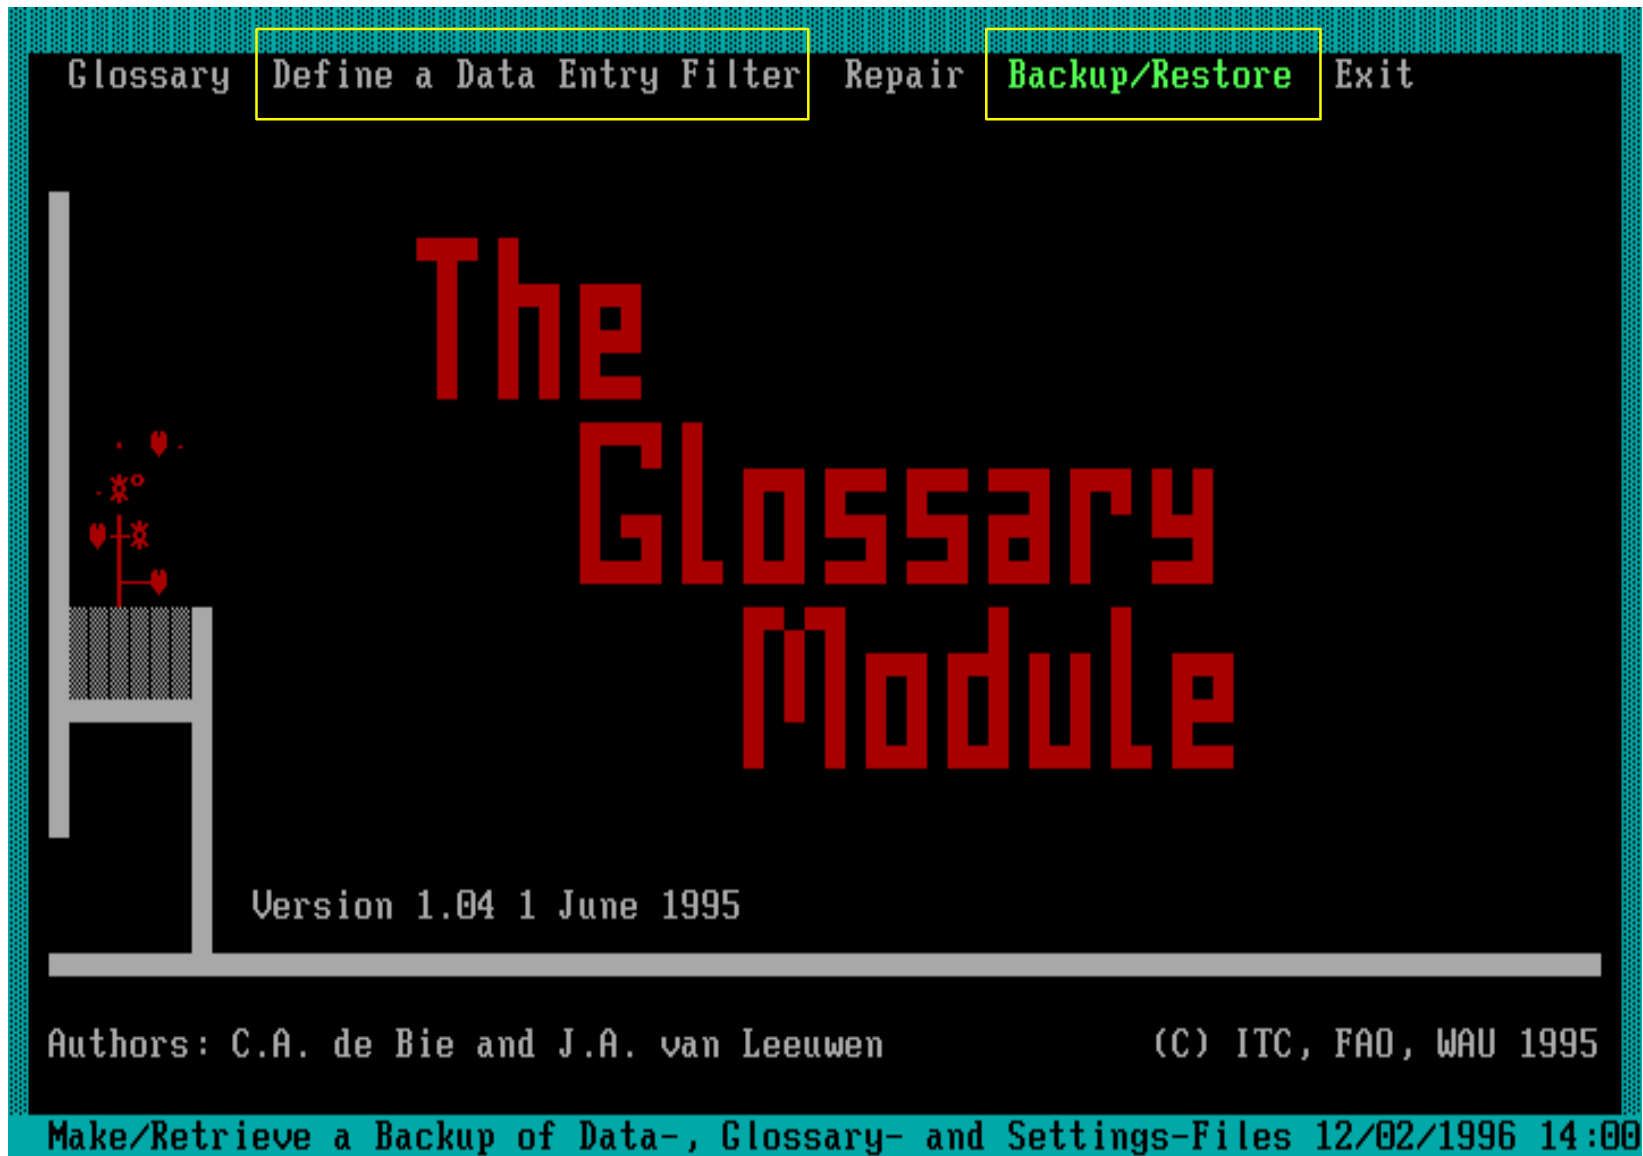 Glossary Define a Data Entry Filter Repair Backup/Restore Exit
The
Glossary
Module
Version 1.04 1 June 1995
Authors: C.A. de Bie and J.A. van Leeuwen (C) ITC, FAO, WAU 1995
Make/Retrieve a Backup of Data-, Glossary- and Settings-Files 12/02/1996 14:00